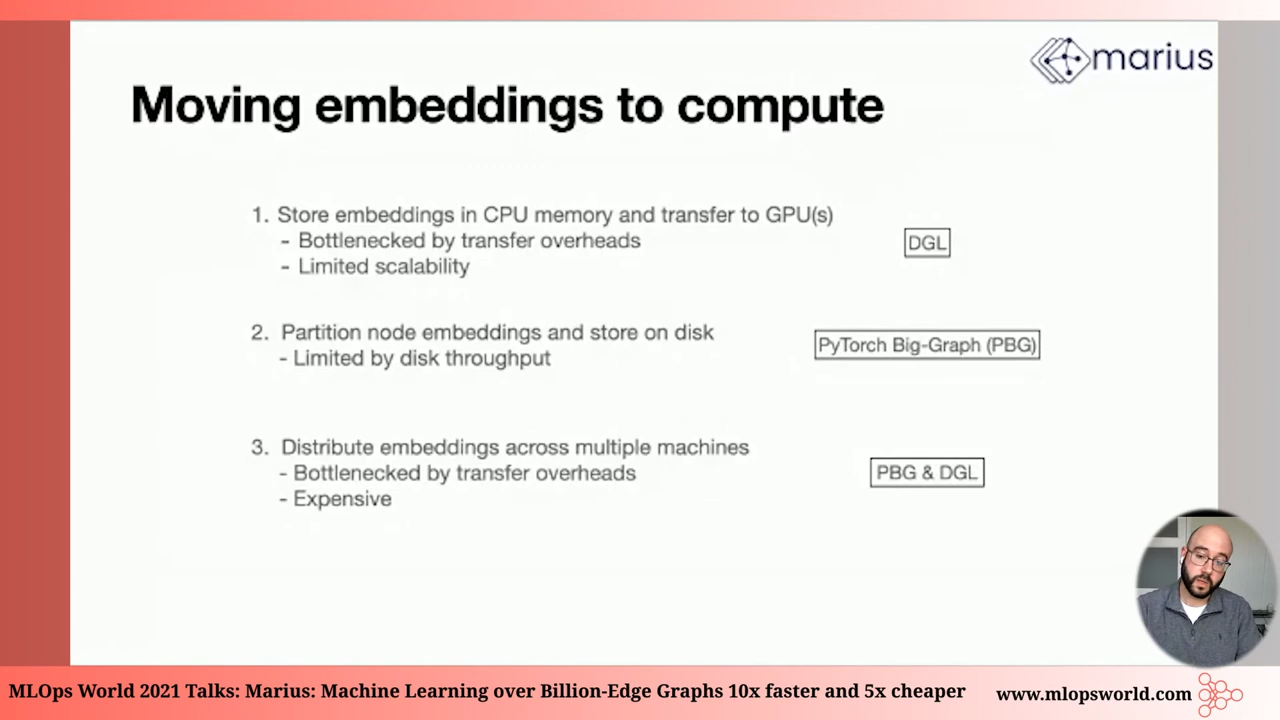 marius
Moving embeddings to compute
1. Store embeddings in CPU memory and transfer to GPU(s)
- Bottlenecked by transfer overheads
- Limited scalability
DGL
2. Partition node embeddings and store on disk
- Limited by disk throughput
PyTorch Big-Graph (PBG)
3. Distribute embeddings across multiple machines
- Bottlenecked by transfer overheads
- Expensive
PBG & DGL
MLOps World 2021 Talks: Marius: Machine Learning over Billion-Edge Graphs 10x faster and 5x cheaper
www.mlopsworld.com